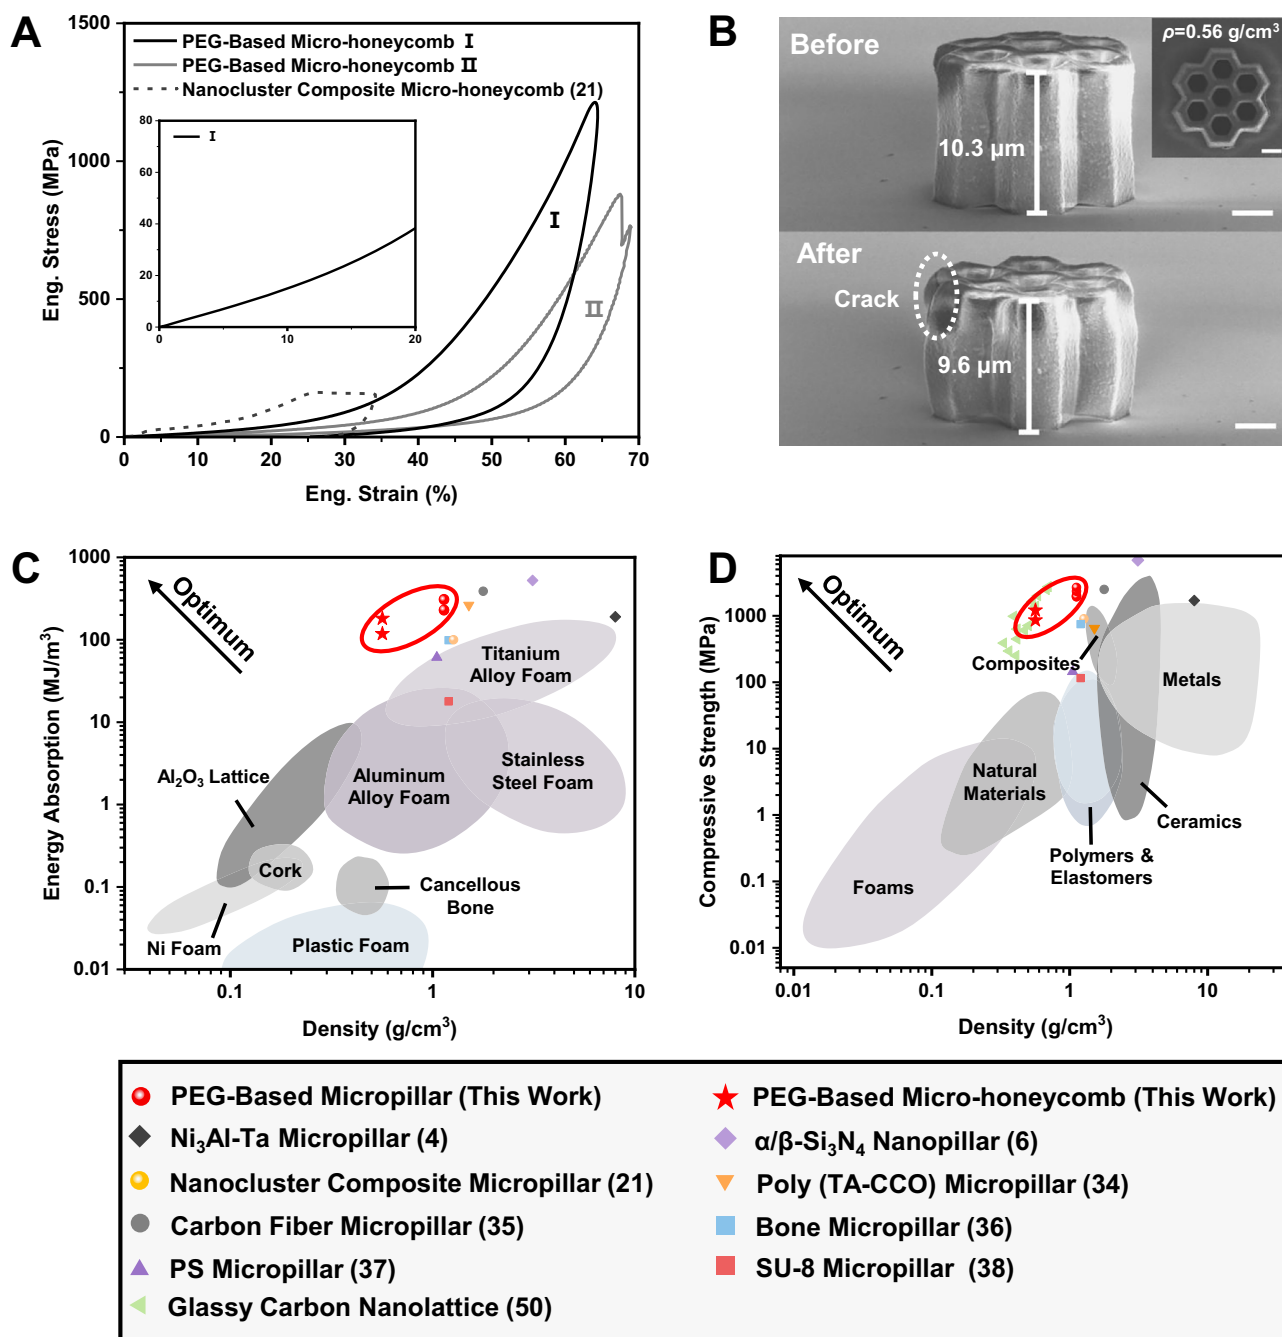 A
1500
1000
500
0
Eng. Stress (MPa)
PEG-Based Micro-honeycomb I
PEG-Based Micro-honeycomb II
Nanocluster Composite Micro-honeycomb (21)
80
60
40
20
0
I
0 10 20
I
II
0 10 20 30 40 50 60 70
Eng. Strain (%)
B
Before
ρ=0.56 g/cm³
10.3 μm
After
Crack
9.6 μm
C
1000
100
10
1
0.1
0.01
Energy Absorption (MJ/m³)
Optimum
Titanium
Alloy Foam
Al₂O₃ Lattice
Aluminum
Alloy Foam
Stainless
Steel Foam
Cork
Cancellous
Bone
Ni Foam
Plastic Foam
0.1 1 10
Density (g/cm³)
D
1000
100
10
1
0.1
0.01
Compressive Strength (MPa)
Optimum
Composites
Metals
Natural
Materials
Ceramics
Polymers &
Elastomers
Foams
0.01 0.1 1 10
Density (g/cm³)
PEG-Based Micropillar (This Work)
PEG-Based Micro-honeycomb (This Work)
Ni₃Al-Ta Micropillar (4)
α/β-Si₃N₄ Nanopillar (6)
Nanocluster Composite Micropillar (21)
Poly (TA-CCO) Micropillar (34)
Carbon Fiber Micropillar (35)
Bone Micropillar (36)
PS Micropillar (37)
SU-8 Micropillar (38)
Glassy Carbon Nanolattice (50)